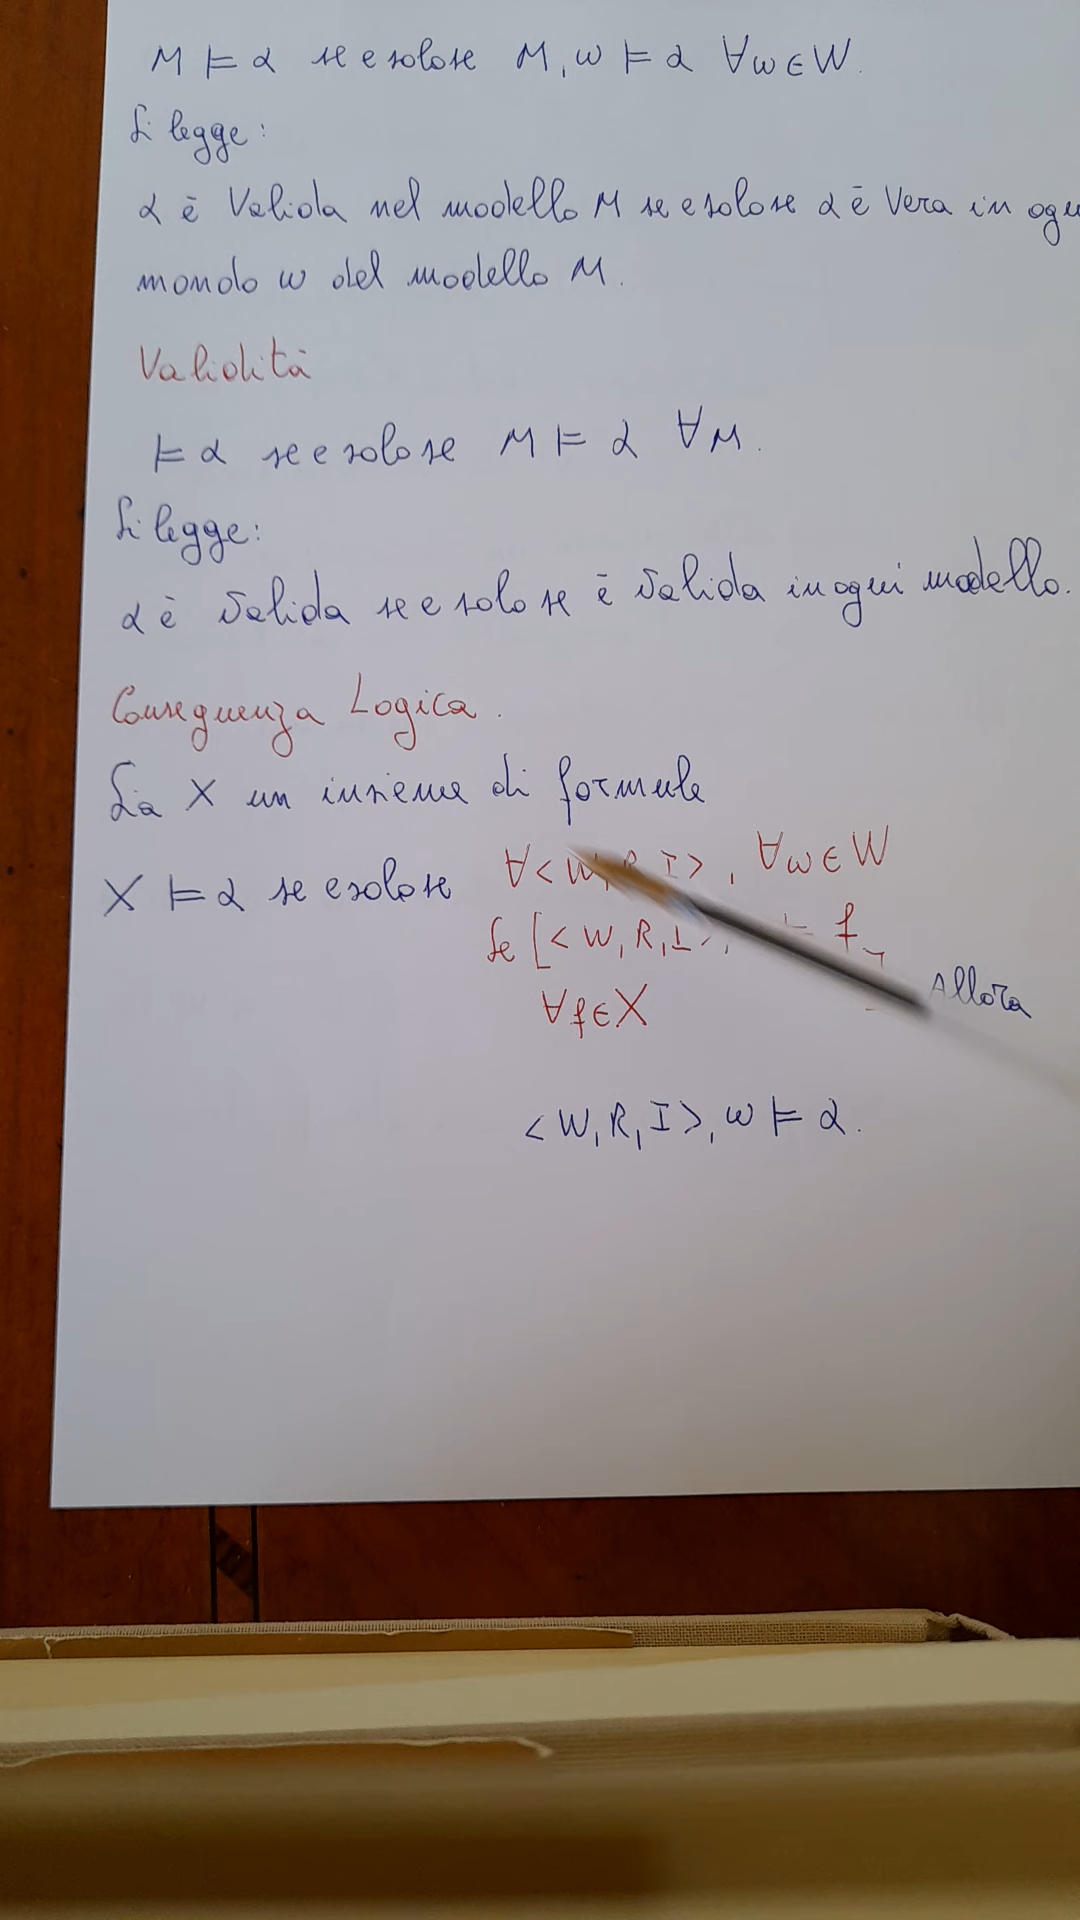 M ⊨ α se e solo se M, w ⊨ α ∀w ∈ W.
Si legge:
α è Valida nel modello M se e solo se α è Vera in
mondo w del modello M.
Validità
⊨ α se e solo se M ⊨ α ∀M.
Si legge:
α è Valida se e solo se è Valida in ogni modello.
Conseguenza Logica.
Sia X un insieme di formule
X ⊨ α se e solo se ∀<W, R, I>, ∀w ∈ W
Se [<W, R, I>, ⊨ f
∀f ∈ X Allora
<W, R, I>, w ⊨ α.